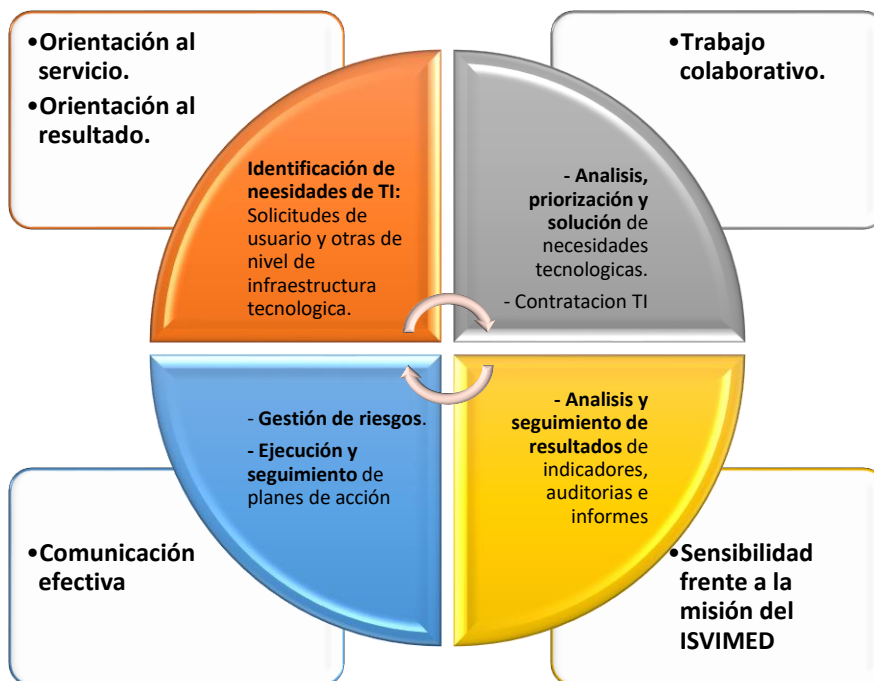 •Orientación al
servicio.
•Orientación al
resultado.
•Trabajo
colaborativo.
Identificación de
neesidades de TI:
Solicitudes de
usuario y otras de
nivel de
infraestructura
tecnologica.
- Analisis,
priorización y
solución de
necesidades
tecnologicas.
- Contratacion TI
- Gestión de riesgos.
- Ejecución y
seguimiento de
planes de acción
- Analisis y
seguimiento de
resultados de
indicadores,
auditorias e
informes
•Comunicación
efectiva
•Sensibilidad
frente a la
misión del
ISVIMED